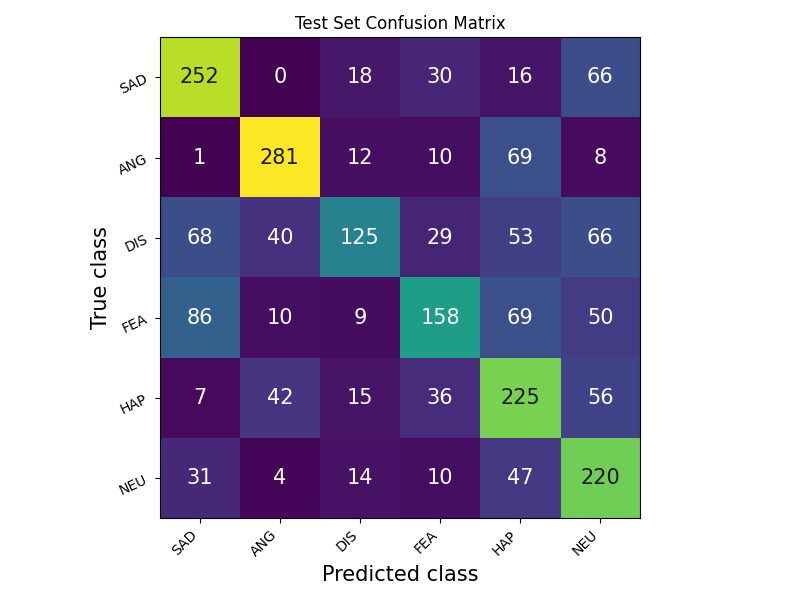 Test Set Confusion Matrix
True class
SAD 252 0 18 30 16 66
ANG 1 281 12 10 69 8
DIS 68 40 125 29 53 66
FEA 86 10 9 158 69 50
HAP 7 42 15 36 225 56
NEU 31 4 14 10 47 220
SAD ANG DIS FEA HAP NEU
Predicted class